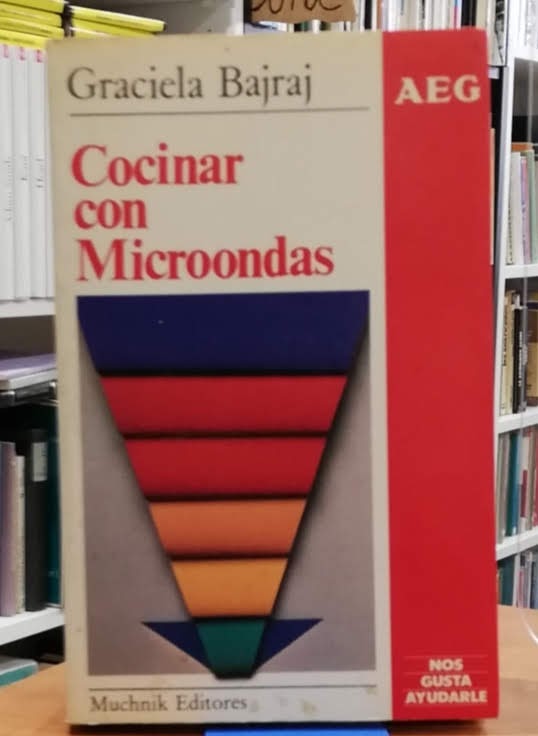 Graciela Bajraj
AEG
Cocinar
con
Microondas
NOS
GUSTA
AYUDARLE
Muchnik Editores